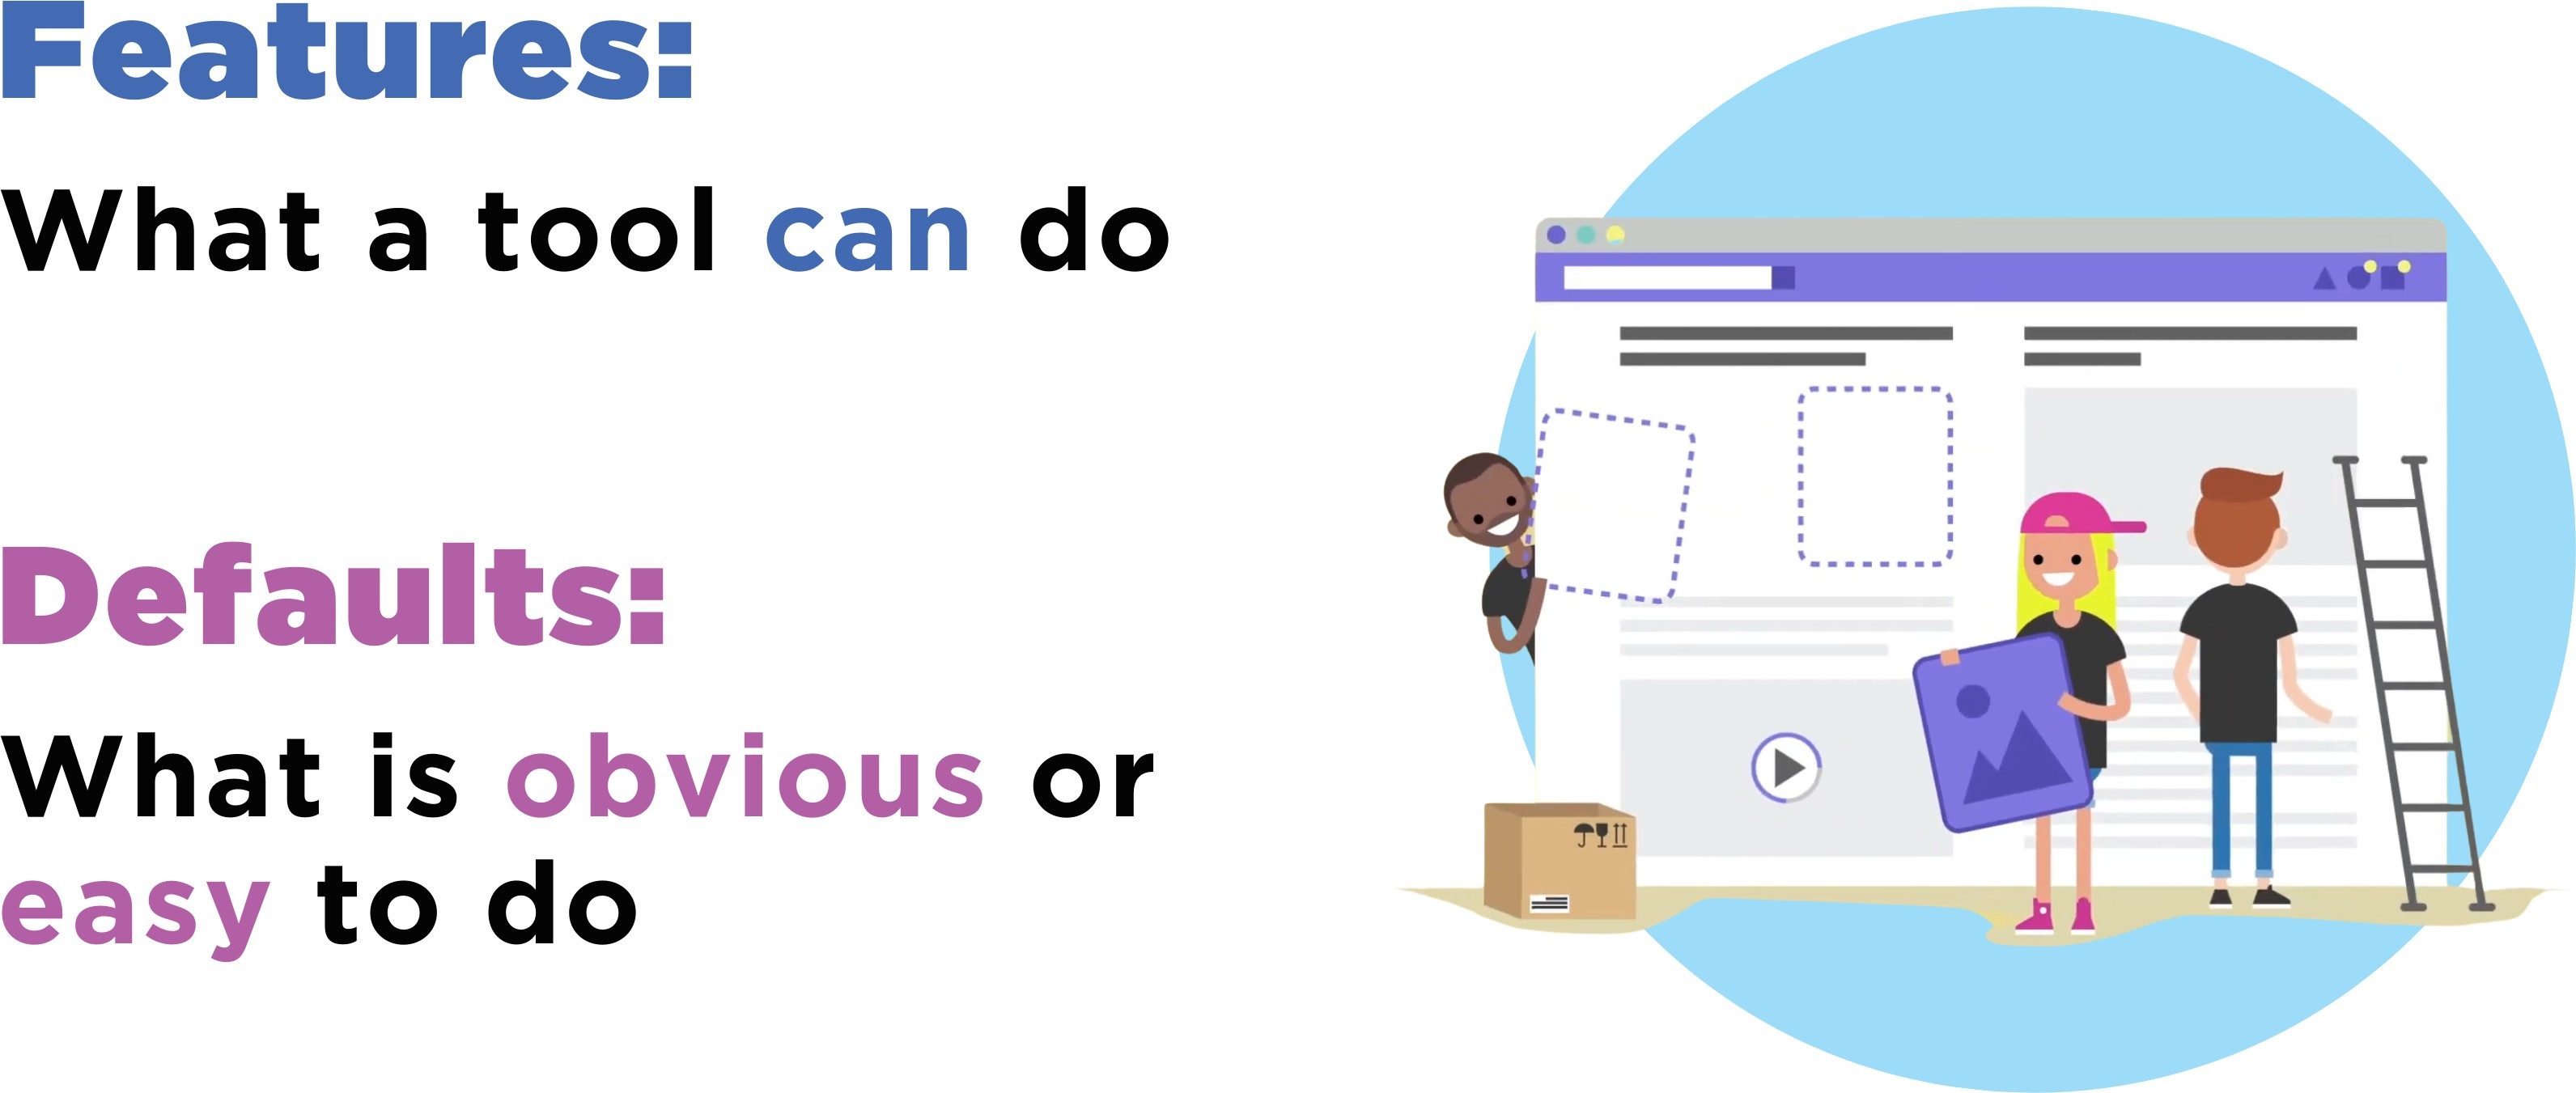 Features:
What a tool can do
Defaults:
What is obvious or
easy to do